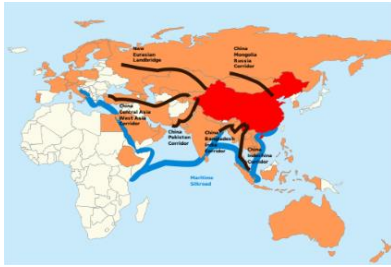 New
Eurasian
Landbridge
China
Mongolia
Russia Corridor
China
Central Asia
West Asia
Corridor
China
Pakistan
Corridor
China
Bangladesh
India
Corridor
China
Indochina
Corridor
Maritime
Silkroad